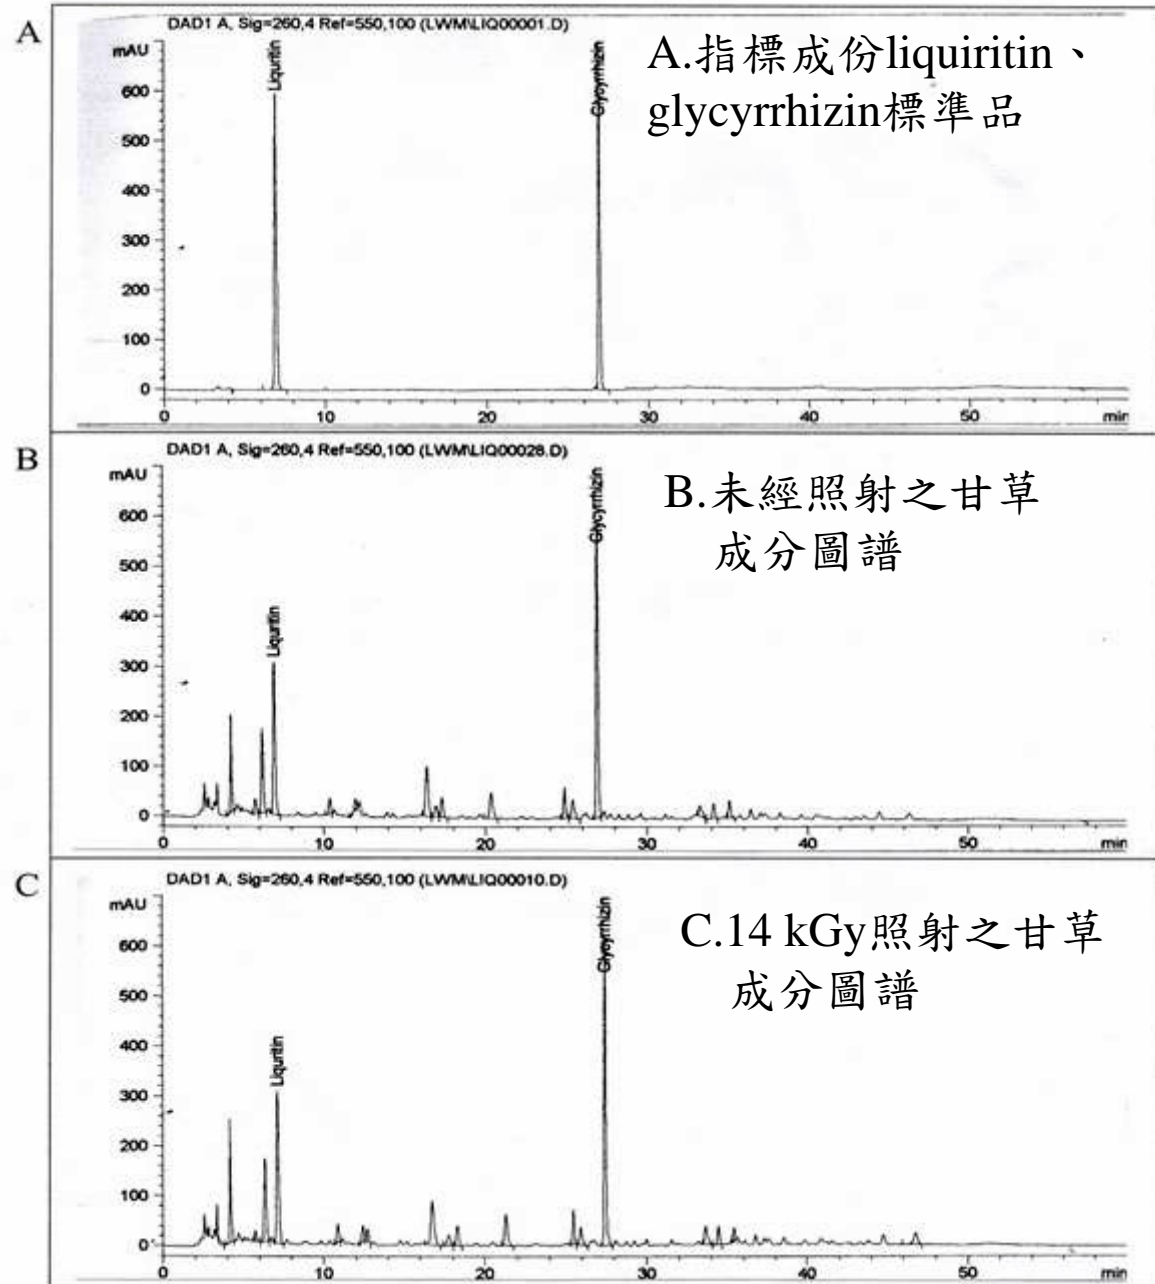 A
DAD1 A, Sig=260,4 Ref=550,100 (LWM\LIQ00001.D)
mAU
Liquritin
Glycyrrhizin
A.指標成份liquiritin、
glycyrrhizin標準品
600
500
400
300
200
100
0
0 10 20 30 40 50 min
B
DAD1 A, Sig=260,4 Ref=550,100 (LWM\LIQ00028.D)
mAU
Liquritin
Glycyrrhizin
B.未經照射之甘草
成分圖譜
600
500
400
300
200
100
0
0 10 20 30 40 50 min
C
DAD1 A, Sig=260,4 Ref=550,100 (LWM\LIQ00010.D)
mAU
Liquritin
Glycyrrhizin
C.14 kGy照射之甘草
成分圖譜
600
500
400
300
200
100
0
0 10 20 30 40 50 min